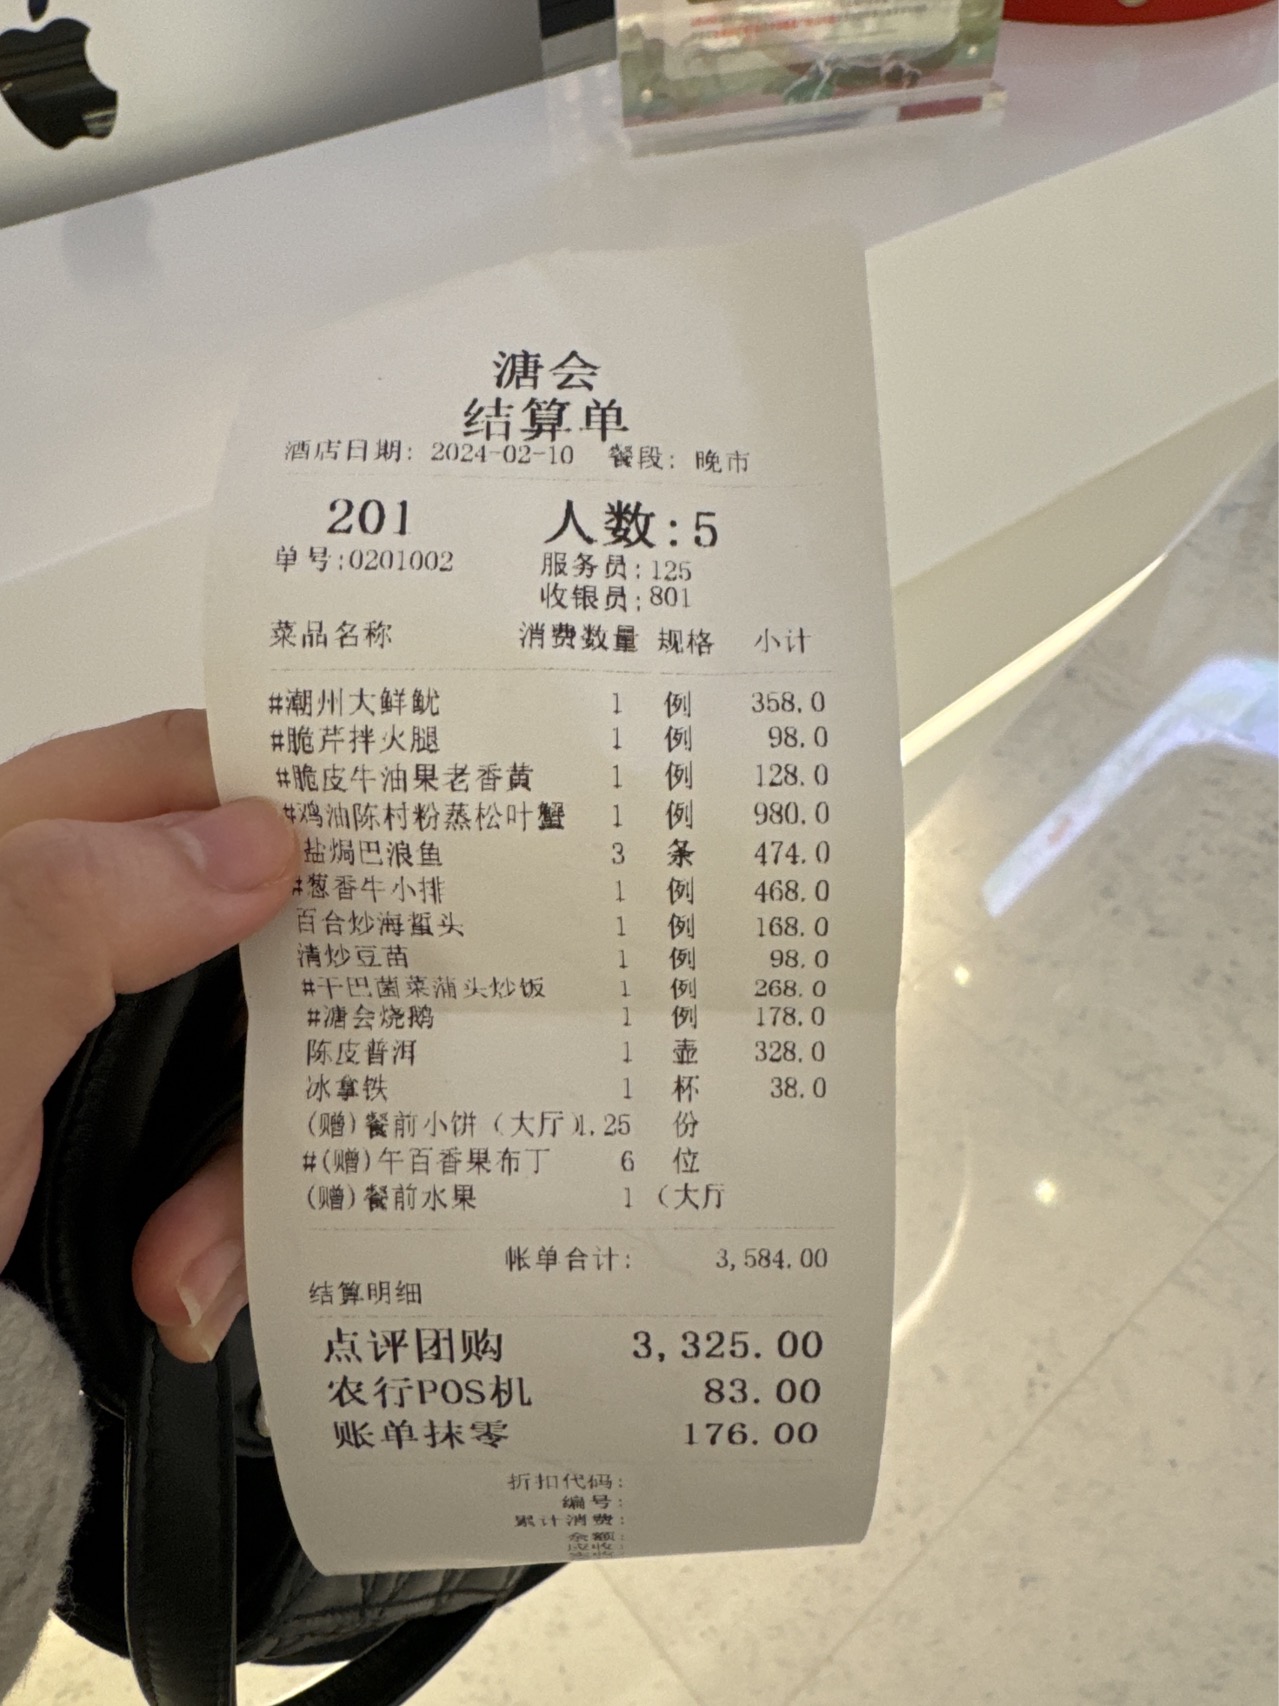 溏会
结算单
酒店日期: 2024-02-10 餐段: 晚市
201 人数:5
单号:0201002 服务员:125
收银员:801
菜品名称 消费数量 规格 小计
#潮州大鲜鱿 1 例 358.0
#脆芹拌火腿 1 例 98.0
#脆皮牛油果老香黄 1 例 128.0
#鸡油陈村粉蒸松叶蟹 1 例 980.0
盐焗巴浪鱼 3 条 474.0
#葱香牛小排 1 例 468.0
百合炒海蜇头 1 例 168.0
清炒豆苗 1 例 98.0
#干巴菌菜蒲头炒饭 1 例 268.0
#溏会烧鹅 1 例 178.0
陈皮普洱 1 壶 328.0
冰拿铁 1 杯 38.0
(赠)餐前小饼（大厅）1.25 份
#(赠)午百香果布丁 6 位
(赠)餐前水果 1 （大厅
帐单合计: 3,584.00
结算明细
点评团购 3,325.00
农行POS机 83.00
账单抹零 176.00
折扣代码:
编号:
累计消费:
余额:
应收: